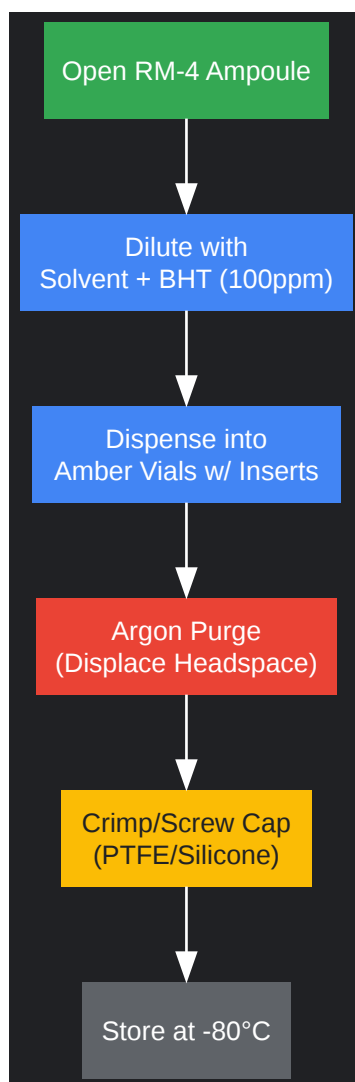 Open RM-4 Ampoule
Dilute with
Solvent + BHT (100ppm)
Dispense into
Amber Vials w/ Inserts
Argon Purge
(Displace Headspace)
Crimp/Screw Cap
(PTFE/Silicone)
Store at -80°C